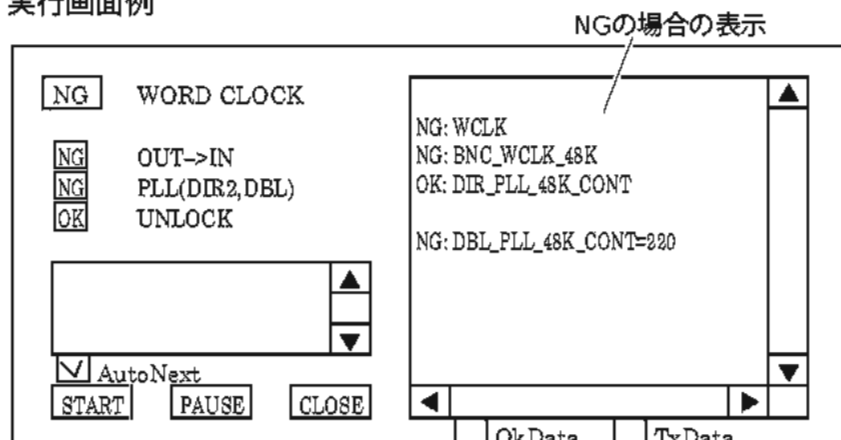 実行画面例
NGの場合の表示
NG WORD CLOCK
NG OUT->IN
NG PLL(DIR2,DBL)
OK UNLOCK
AutoNext
START PAUSE CLOSE
NG: WCLK
NG: BNC_WCLK_48K
OK: DIR_PLL_48K_CONT
NG: DBL_PLL_48K_CONT=220
OkData TxData